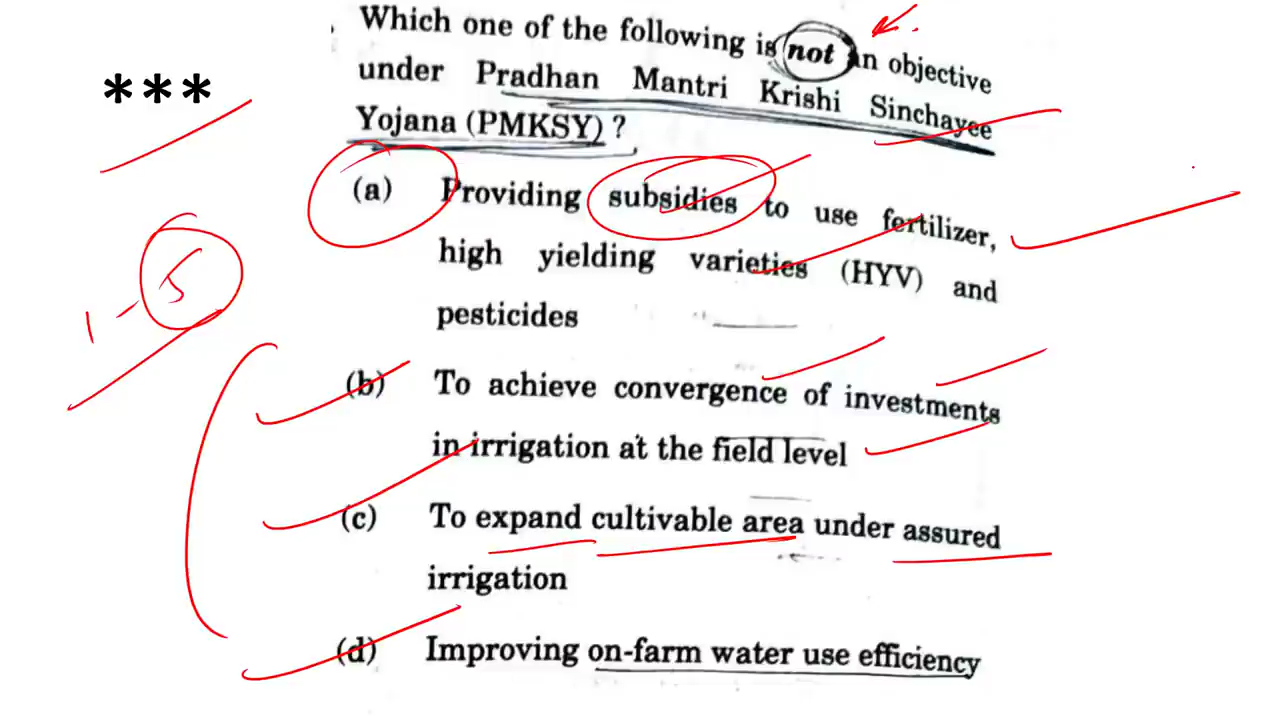 Which one of the following is not an objective
under Pradhan Mantri Krishi Sinchayee
Yojana (PMKSY) ?
***
(a) Providing subsidies to use fertilizer,
high yielding varieties (HYV) and
pesticides
1-5
(b) To achieve convergence of investments
in irrigation at the field level
(c) To expand cultivable area under assured
irrigation
(d) Improving on-farm water use efficiency